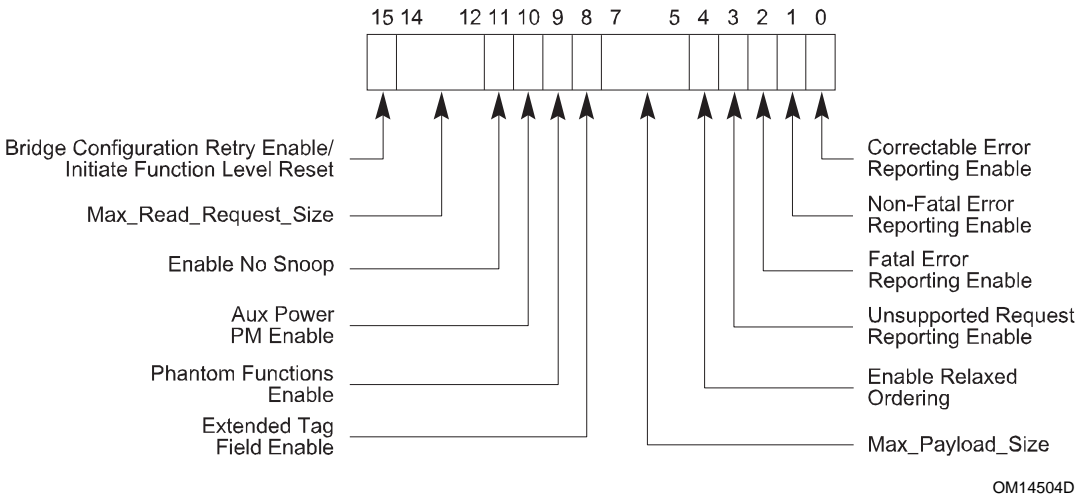 15 14 12 11 10 9 8 7 5 4 3 2 1 0
Bridge Configuration Retry Enable/
Initiate Function Level Reset
Max_Read_Request_Size
Enable No Snoop
Aux Power
PM Enable
Phantom Functions
Enable
Extended Tag
Field Enable
Correctable Error
Reporting Enable
Non-Fatal Error
Reporting Enable
Fatal Error
Reporting Enable
Unsupported Request
Reporting Enable
Enable Relaxed
Ordering
Max_Payload_Size
OM14504D